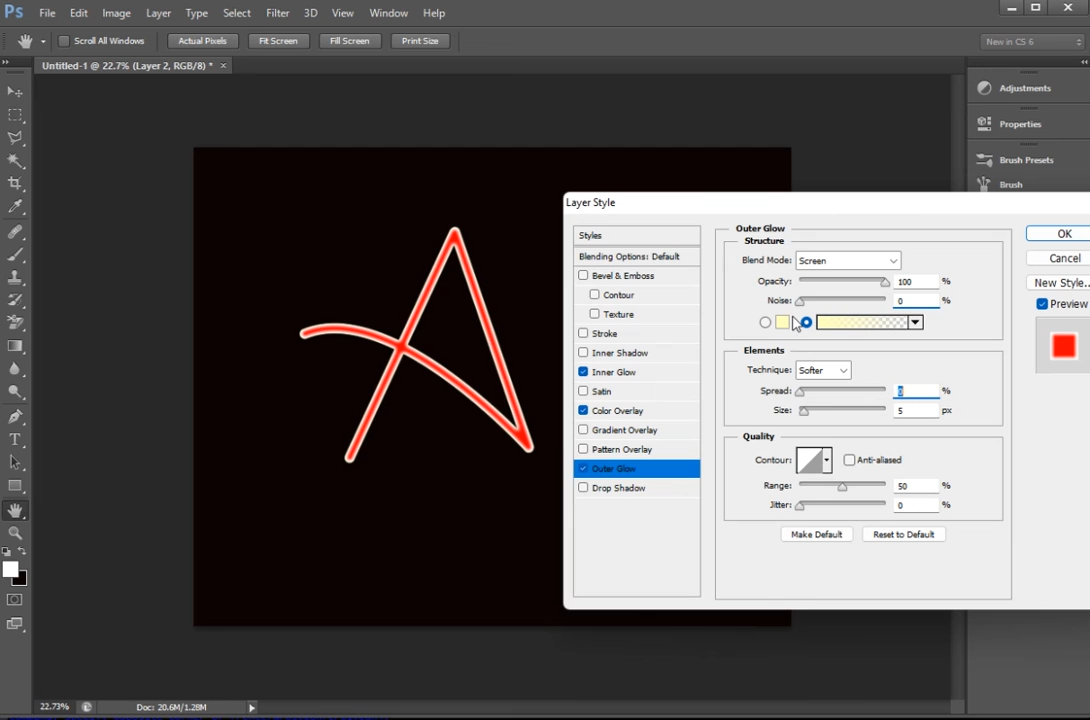 Ps File Edit Image Layer Type Select Filter 3D View Window Help
Scroll All Windows Actual Pixels Fit Screen Fill Screen Print Size New in CS 6
Untitled-1 @ 22.7% (Layer 2, RGB/8) * ×
Adjustments
Properties
Brush Presets
Brush
Layer Style
Styles
Blending Options: Default
Bevel & Emboss
Contour
Texture
Stroke
Inner Shadow
Inner Glow
Satin
Color Overlay
Gradient Overlay
Pattern Overlay
Outer Glow
Drop Shadow
Outer Glow
Structure
Blend Mode: Screen
Opacity: 100 %
Noise: 0 %
Elements
Technique: Softer
Spread: 0 %
Size: 5 px
Quality
Contour: Anti-aliased
Range: 50 %
Jitter: 0 %
Make Default Reset to Default
OK
Cancel
New Style...
Preview
A
T
22.73% Doc: 20.6M/1.28M